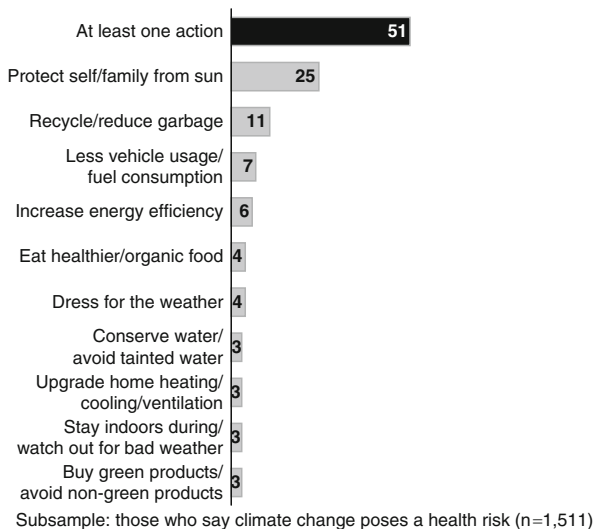 At least one action 51
Protect self/family from sun 25
Recycle/reduce garbage 11
Less vehicle usage/
fuel consumption 7
Increase energy efficiency 6
Eat healthier/organic food 4
Dress for the weather 4
Conserve water/
avoid tainted water 3
Upgrade home heating/
cooling/ventilation 3
Stay indoors during/
watch out for bad weather 3
Buy green products/
avoid non-green products 3
Subsample: those who say climate change poses a health risk (n=1,511)